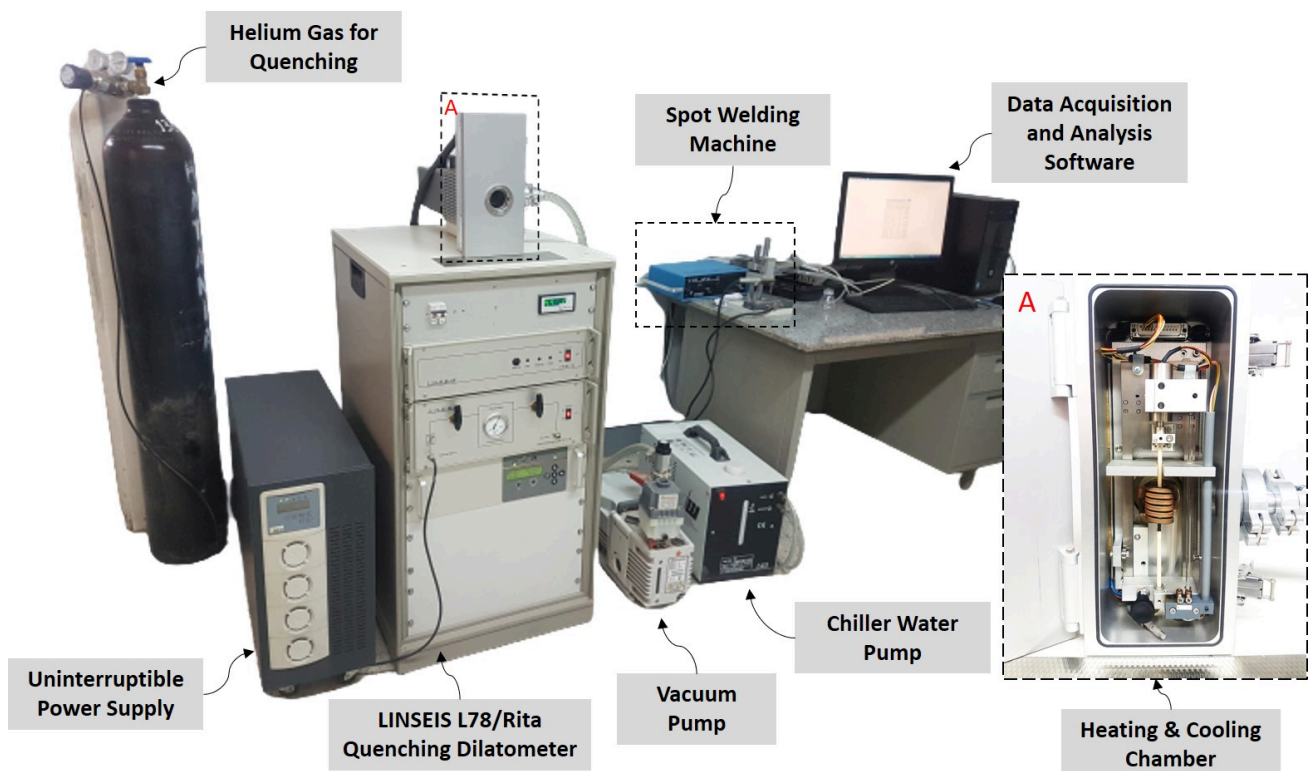 Helium Gas for
Quenching
A
Spot Welding
Machine
Data Acquisition
and Analysis
Software
A
Uninterruptible
Power Supply
LINSEIS L78/Rita
Quenching Dilatometer
Vacuum
Pump
Chiller Water
Pump
Heating & Cooling
Chamber